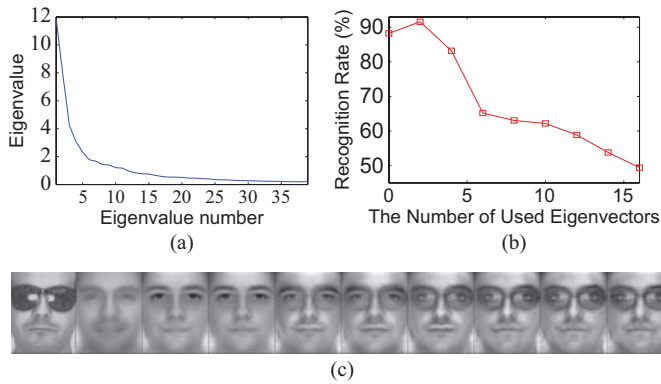 12
10
8
6
4
2
0
5 10 15 20 25 30 35
Eigenvalue
Eigenvalue number
(a)
90
80
70
60
50
0 5 10 15
Recognition Rate (%)
The Number of Used Eigenvectors
(b)
(c)